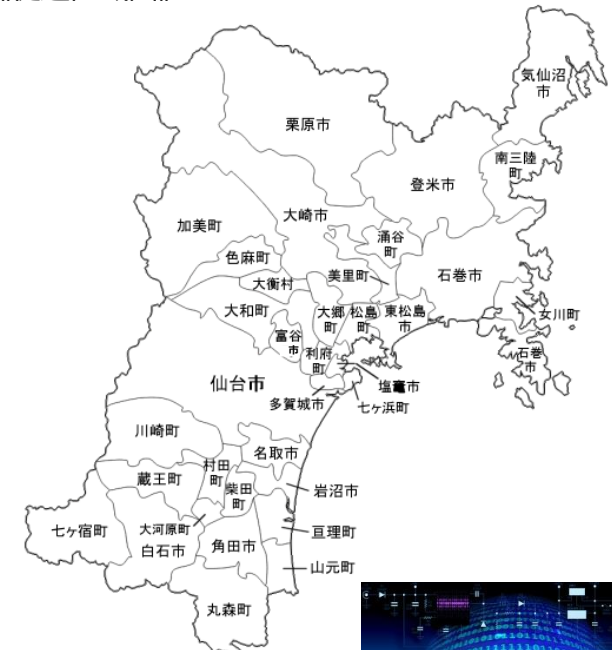 気仙沼
市
栗原市
南三陸
町
登米市
加美町
大崎市
涌谷
町
色麻町
美里町
石巻市
大衡村
大和町
大郷
町
松島
町
東松島
市
女川町
富谷
市
利府
町
石巻
市
仙台市
塩竈市
多賀城市
七ヶ浜町
川崎町
名取市
村田
町
蔵王町
柴田
町
岩沼市
大河原町
七ヶ宿町
亘理町
白石市
角田市
山元町
丸森町